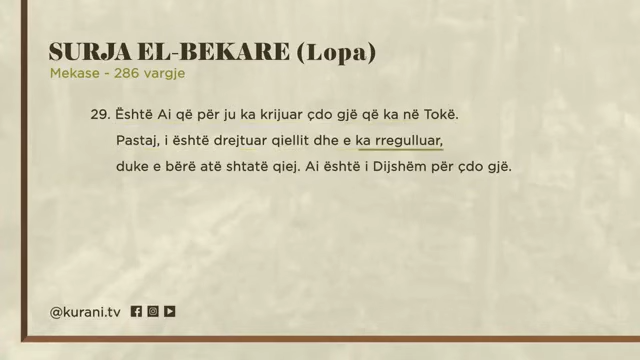 SURJA EL-BEKARE (Lopa)
Mekase - 286 vargje
29. Është Ai që për ju ka krijuar çdo gjë që ka në Tokë.
Pastaj, i është drejtuar qiellit dhe e ka rregulluar,
duke e bërë atë shtatë qiej. Ai është i Dijshëm për çdo gjë.
@kurani.tv